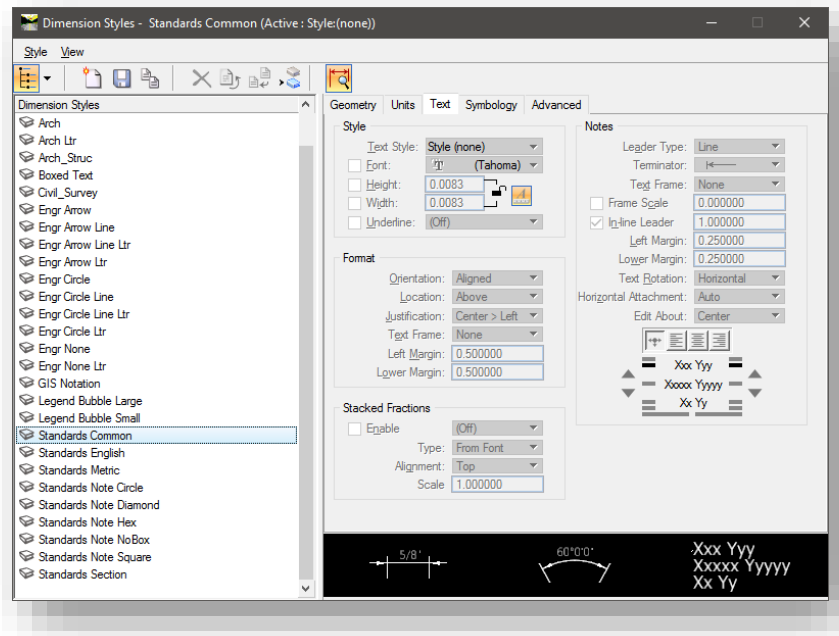 Dimension Styles - Standards Common (Active : Style:(none))
Style View
Dimension Styles
Arch
Arch Ltr
Arch_Struc
Boxed Text
Civil_Survey
Engr Arrow
Engr Arrow Line
Engr Arrow Line Ltr
Engr Arrow Ltr
Engr Circle
Engr Circle Line
Engr Circle Line Ltr
Engr Circle Ltr
Engr None
Engr None Ltr
GIS Notation
Legend Bubble Large
Legend Bubble Small
Standards Common
Standards English
Standards Metric
Standards Note Circle
Standards Note Diamond
Standards Note Hex
Standards Note NoBox
Standards Note Square
Standards Section
Geometry Units Text Symbology Advanced
Style
Text Style: Style (none)
Font: (Tahoma)
Height: 0.0083
Width: 0.0083
Underline: (Off)
Format
Orientation: Aligned
Location: Above
Justification: Center > Left
Text Frame: None
Left Margin: 0.500000
Lower Margin: 0.500000
Stacked Fractions
Enable (Off)
Type: From Font
Alignment: Top
Scale 1.000000
Notes
Leader Type: Line
Terminator:
Text Frame: None
Frame Scale 0.000000
In-line Leader 1.000000
Left Margin: 0.250000
Lower Margin: 0.250000
Text Rotation: Horizontal
Horizontal Attachment: Auto
Edit About: Center
Xxx Yyy
Xxxxx Yyyyy
Xx Yy
5/8'
60°0'0"
Xxx Yyy
Xxxxx Yyyyy
Xx Yy